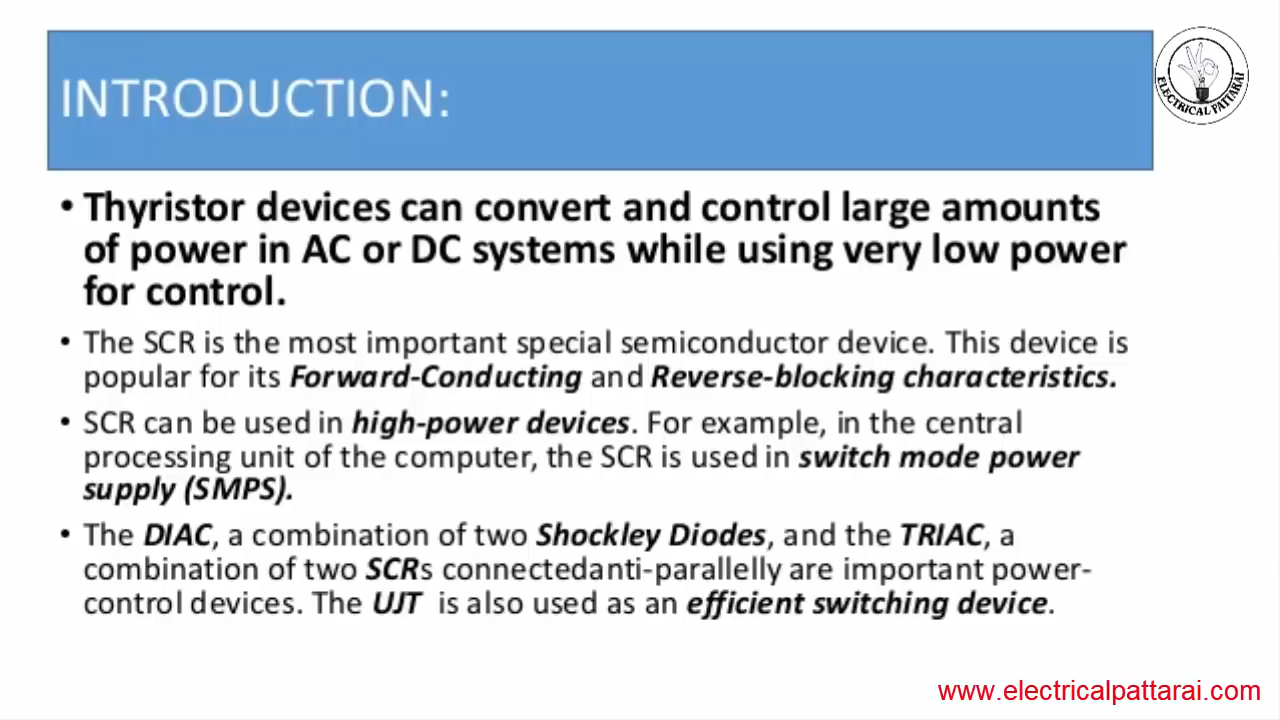 INTRODUCTION:
ELECTRICAL PATTARAI
• Thyristor devices can convert and control large amounts
of power in AC or DC systems while using very low power
for control.
• The SCR is the most important special semiconductor device. This device is
popular for its Forward-Conducting and Reverse-blocking characteristics.
• SCR can be used in high-power devices. For example, in the central
processing unit of the computer, the SCR is used in switch mode power
supply (SMPS).
• The DIAC, a combination of two Shockley Diodes, and the TRIAC, a
combination of two SCRs connectedanti-parallelly are important power-
control devices. The UJT is also used as an efficient switching device.
www.electricalpattarai.com